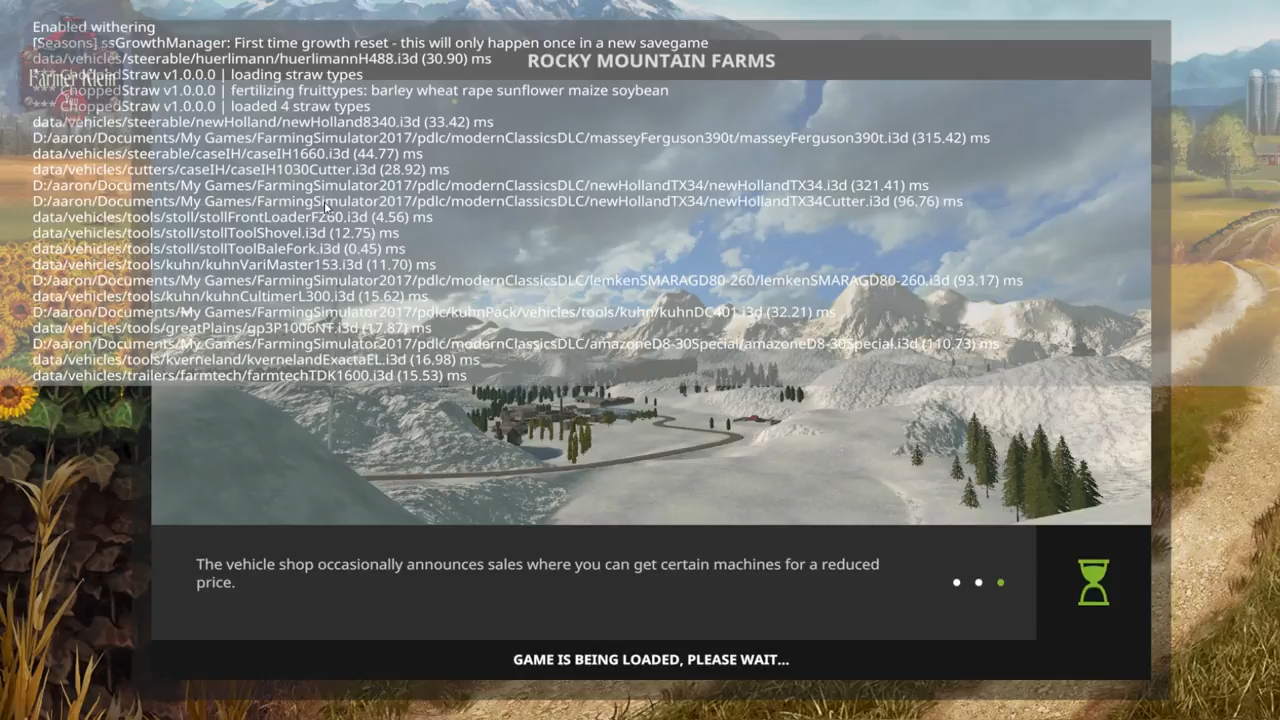 Enabled withering
[Seasons] ssGrowthManager: First time growth reset - this will only happen once in a new savegame
data/vehicles/steerable/huerlimann/huerlimannH488.i3d (30.90) ms
ROCKY MOUNTAIN FARMS
*** ChoppedStraw v1.0.0.0 | loading straw types
Farmer Klein
*** ChoppedStraw v1.0.0.0 | fertilizing fruittypes: barley wheat rape sunflower maize soybean
*** ChoppedStraw v1.0.0.0 | loaded 4 straw types
data/vehicles/steerable/newHolland/newHolland8340.i3d (33.42) ms
D:/aaron/Documents/My Games/FarmingSimulator2017/pdlc/modernClassicsDLC/masseyFerguson390t/masseyFerguson390t.i3d (315.42) ms
data/vehicles/steerable/caseIH/caseIH1660.i3d (44.77) ms
data/vehicles/cutters/caseIH/caseIH1030Cutter.i3d (28.92) ms
D:/aaron/Documents/My Games/FarmingSimulator2017/pdlc/modernClassicsDLC/newHollandTX34/newHollandTX34.i3d (321.41) ms
D:/aaron/Documents/My Games/FarmingSimulator2017/pdlc/modernClassicsDLC/newHollandTX34/newHollandTX34Cutter.i3d (96.76) ms
data/vehicles/tools/stoll/stollFrontLoaderFZ60.i3d (4.56) ms
data/vehicles/tools/stoll/stollToolShovel.i3d (12.75) ms
data/vehicles/tools/stoll/stollToolBaleFork.i3d (0.45) ms
data/vehicles/tools/kuhn/kuhnVariMaster153.i3d (11.70) ms
D:/aaron/Documents/My Games/FarmingSimulator2017/pdlc/modernClassicsDLC/lemkenSMARAGD80-260/lemkenSMARAGD80-260.i3d (93.17) ms
data/vehicles/tools/kuhn/kuhnCultimerL300.i3d (15.62) ms
D:/aaron/Documents/My Games/FarmingSimulator2017/pdlc/kuhnPack/vehicles/tools/kuhn/kuhnDC401.i3d (32.21) ms
data/vehicles/tools/greatPlains/gp3P1006NT.i3d (17.87) ms
D:/aaron/Documents/My Games/FarmingSimulator2017/pdlc/modernClassicsDLC/amazoneD8-30Special/amazoneD8-30Special.i3d (110.73) ms
data/vehicles/tools/kverneland/kvernelandExactaEL.i3d (16.98) ms
data/vehicles/trailers/farmtech/farmtechTDK1600.i3d (15.53) ms
The vehicle shop occasionally announces sales where you can get certain machines for a reduced
price.
GAME IS BEING LOADED, PLEASE WAIT...